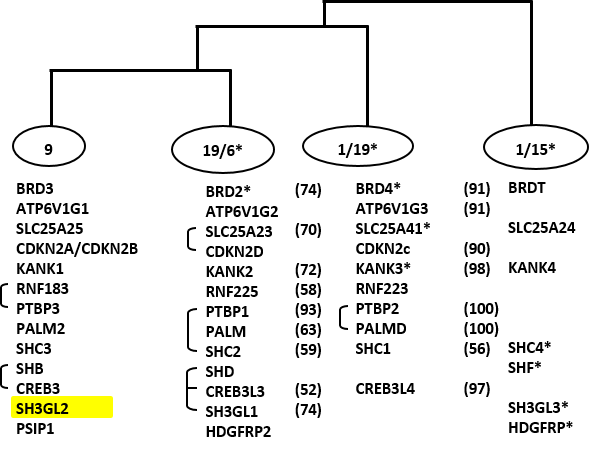 9 19/6* 1/19* 1/15*
BRD3 BRD2* (74) BRD4* (91) BRDT
ATP6V1G1 ATP6V1G2 ATP6V1G3 (91)
SLC25A25 SLC25A23 (70) SLC25A41* SLC25A24
CDKN2A/CDKN2B CDKN2D CDKN2c (90)
KANK1 KANK2 (72) KANK3* (98) KANK4
RNF183 RNF225 (58) RNF223
PTBP3 PTBP1 (93) PTBP2 (100)
PALM2 PALM (63) PALMD (100)
SHC3 SHC2 (59) SHC1 (56) SHC4*
SHB SHD SHF*
CREB3 CREB3L3 (52) CREB3L4 (97)
SH3GL2 SH3GL1 (74) SH3GL3*
PSIP1 HDGFRP2 HDGFRP*